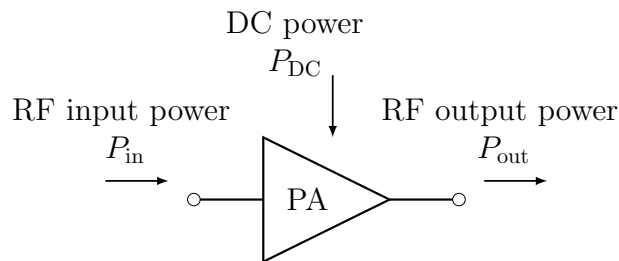 DC power
P_DC
RF input power
P_in
RF output power
P_out
PA